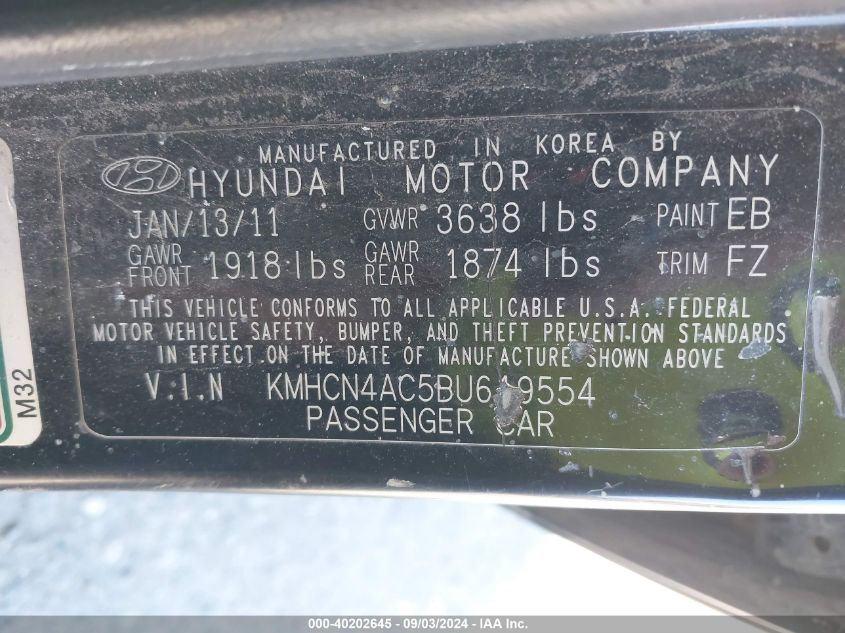 MANUFACTURED IN KOREA BY
HYUNDAI MOTOR COMPANY
JAN/13/11 GVWR 3638 lbs PAINT EB
GAWR FRONT 1918 lbs GAWR REAR 1874 lbs TRIM FZ
THIS VEHICLE CONFORMS TO ALL APPLICABLE U.S.A. FEDERAL
MOTOR VEHICLE SAFETY, BUMPER, AND THEFT PREVENTION STANDARDS
IN EFFECT ON THE DATE OF MANUFACTURE SHOWN ABOVE
V.I.N KMHCN4AC5BU619554
PASSENGER CAR
M32
000-40202645 - 09/03/2024 - IAA Inc.